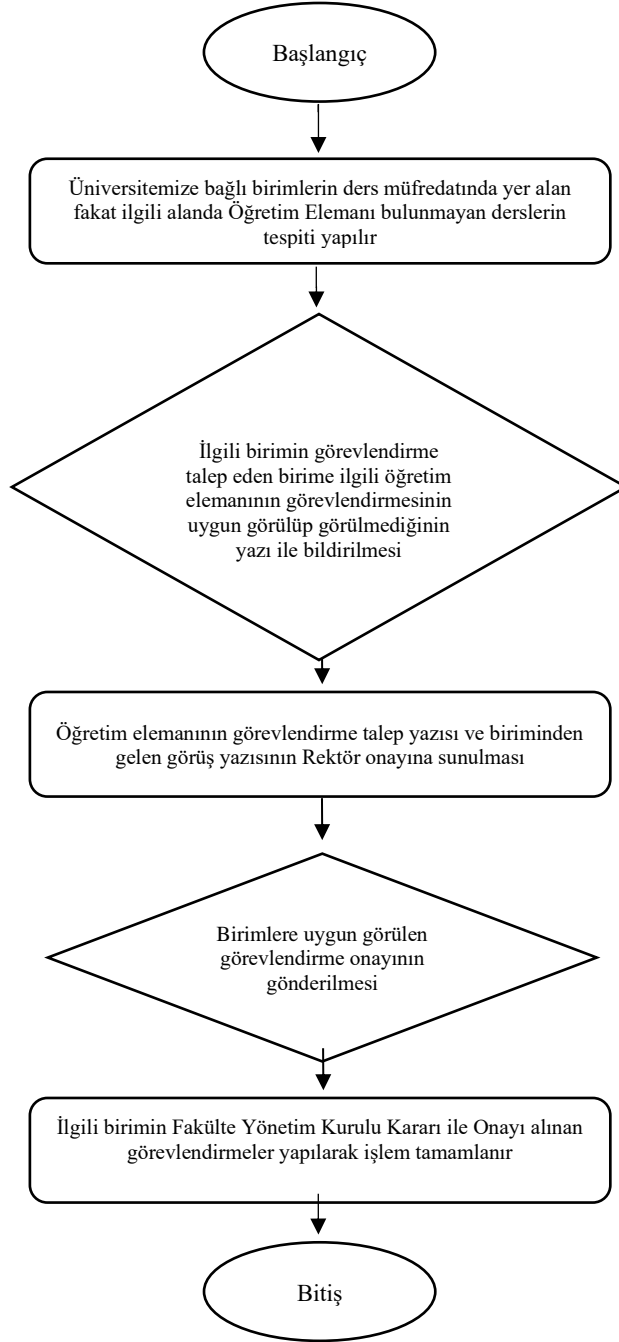 Başlangıç
Üniversitemize bağlı birimlerin ders müfredatında yer alan
fakat ilgili alanda Öğretim Elemanı bulunmayan derslerin
tespiti yapılır
İlgili birimin görevlendirme
talep eden birime ilgili öğretim
elemanının görevlendirmesinin
uygun görülüp görülmediğinin
yazı ile bildirilmesi
Öğretim elemanının görevlendirme talep yazısı ve biriminden
gelen görüş yazısının Rektör onayına sunulması
Birimlere uygun görülen
görevlendirme onayının
gönderilmesi
İlgili birimin Fakülte Yönetim Kurulu Kararı ile Onayı alınan
görevlendirmeler yapılarak işlem tamamlanır
Bitiş